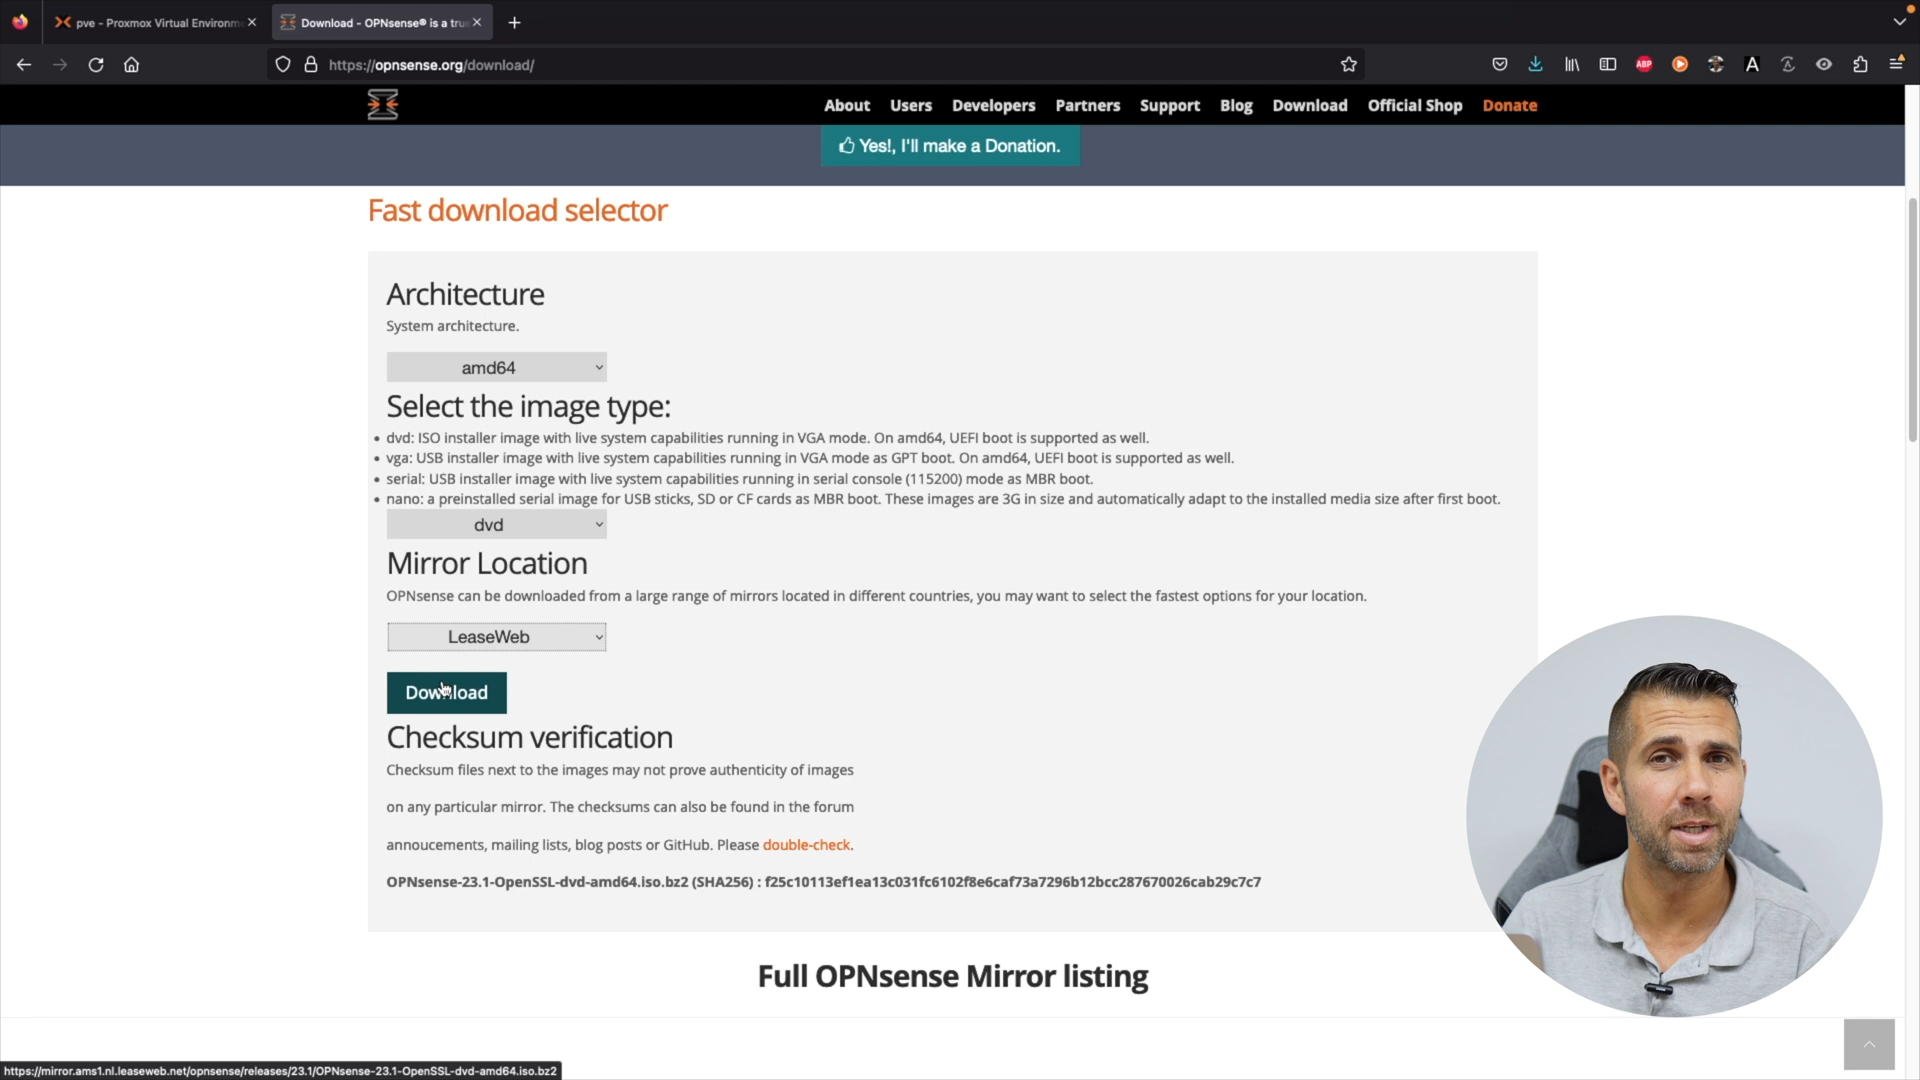 pve - Proxmox Virtual Environm
Download - OPNsense® is a tru
https://opnsense.org/download/
ABP
A
About Users Developers Partners Support Blog Download Official Shop Donate
Yes!, I'll make a Donation.
Fast download selector
Architecture
System architecture.
amd64
Select the image type:
• dvd: ISO installer image with live system capabilities running in VGA mode. On amd64, UEFI boot is supported as well.
• vga: USB installer image with live system capabilities running in VGA mode as GPT boot. On amd64, UEFI boot is supported as well.
• serial: USB installer image with live system capabilities running in serial console (115200) mode as MBR boot.
• nano: a preinstalled serial image for USB sticks, SD or CF cards as MBR boot. These images are 3G in size and automatically adapt to the installed media size after first boot.
dvd
Mirror Location
OPNsense can be downloaded from a large range of mirrors located in different countries, you may want to select the fastest options for your location.
LeaseWeb
Download
Checksum verification
Checksum files next to the images may not prove authenticity of images
on any particular mirror. The checksums can also be found in the forum
annoucements, mailing lists, blog posts or GitHub. Please double-check.
OPNsense-23.1-OpenSSL-dvd-amd64.iso.bz2 (SHA256) : f25c10113ef1ea13c031fc6102f8e6caf73a7296b12bcc287670026cab29c7c7
Full OPNsense Mirror listing
https://mirror.ams1.nl.leaseweb.net/opnsense/releases/23.1/OPNsense-23.1-OpenSSL-dvd-amd64.iso.bz2